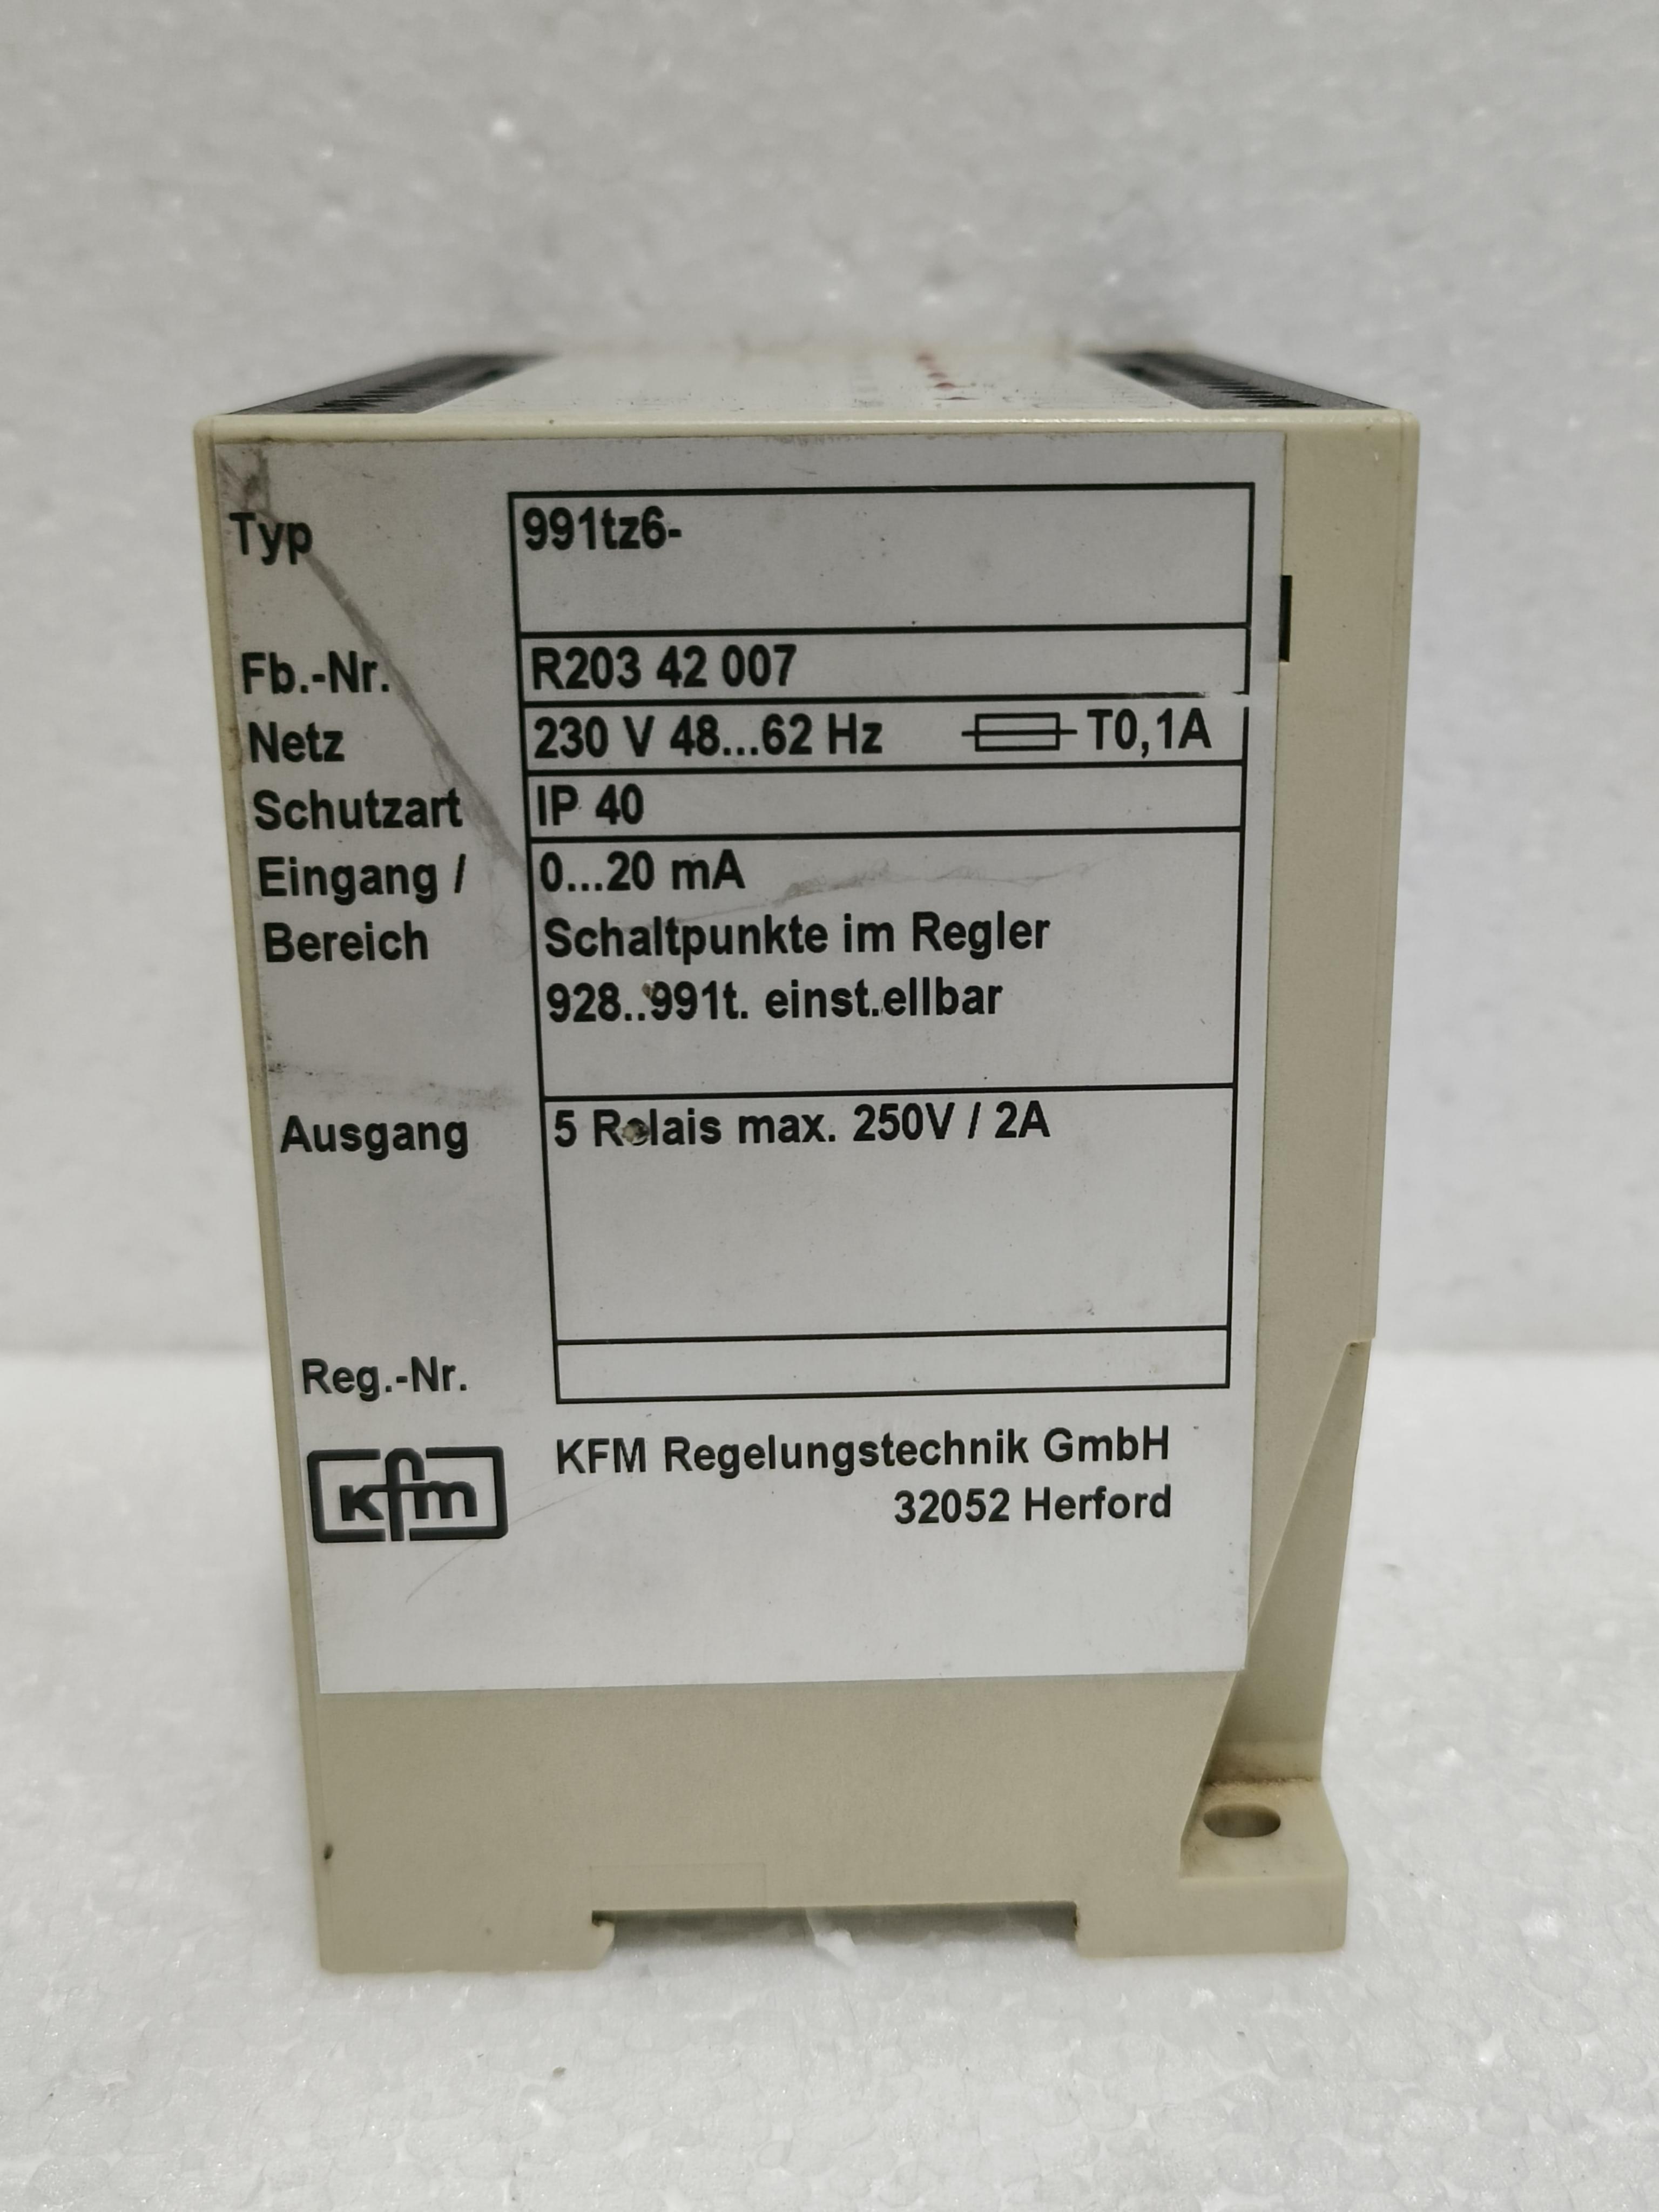 Typ 991tz6-
Fb.-Nr. R203 42 007
Netz 230 V 48...62 Hz T0,1A
Schutzart IP 40
Eingang / 0...20 mA
Bereich Schaltpunkte im Regler
928..991t. einst.ellbar
Ausgang 5 Relais max. 250V / 2A
Reg.-Nr.
kfm KFM Regelungstechnik GmbH
32052 Herford